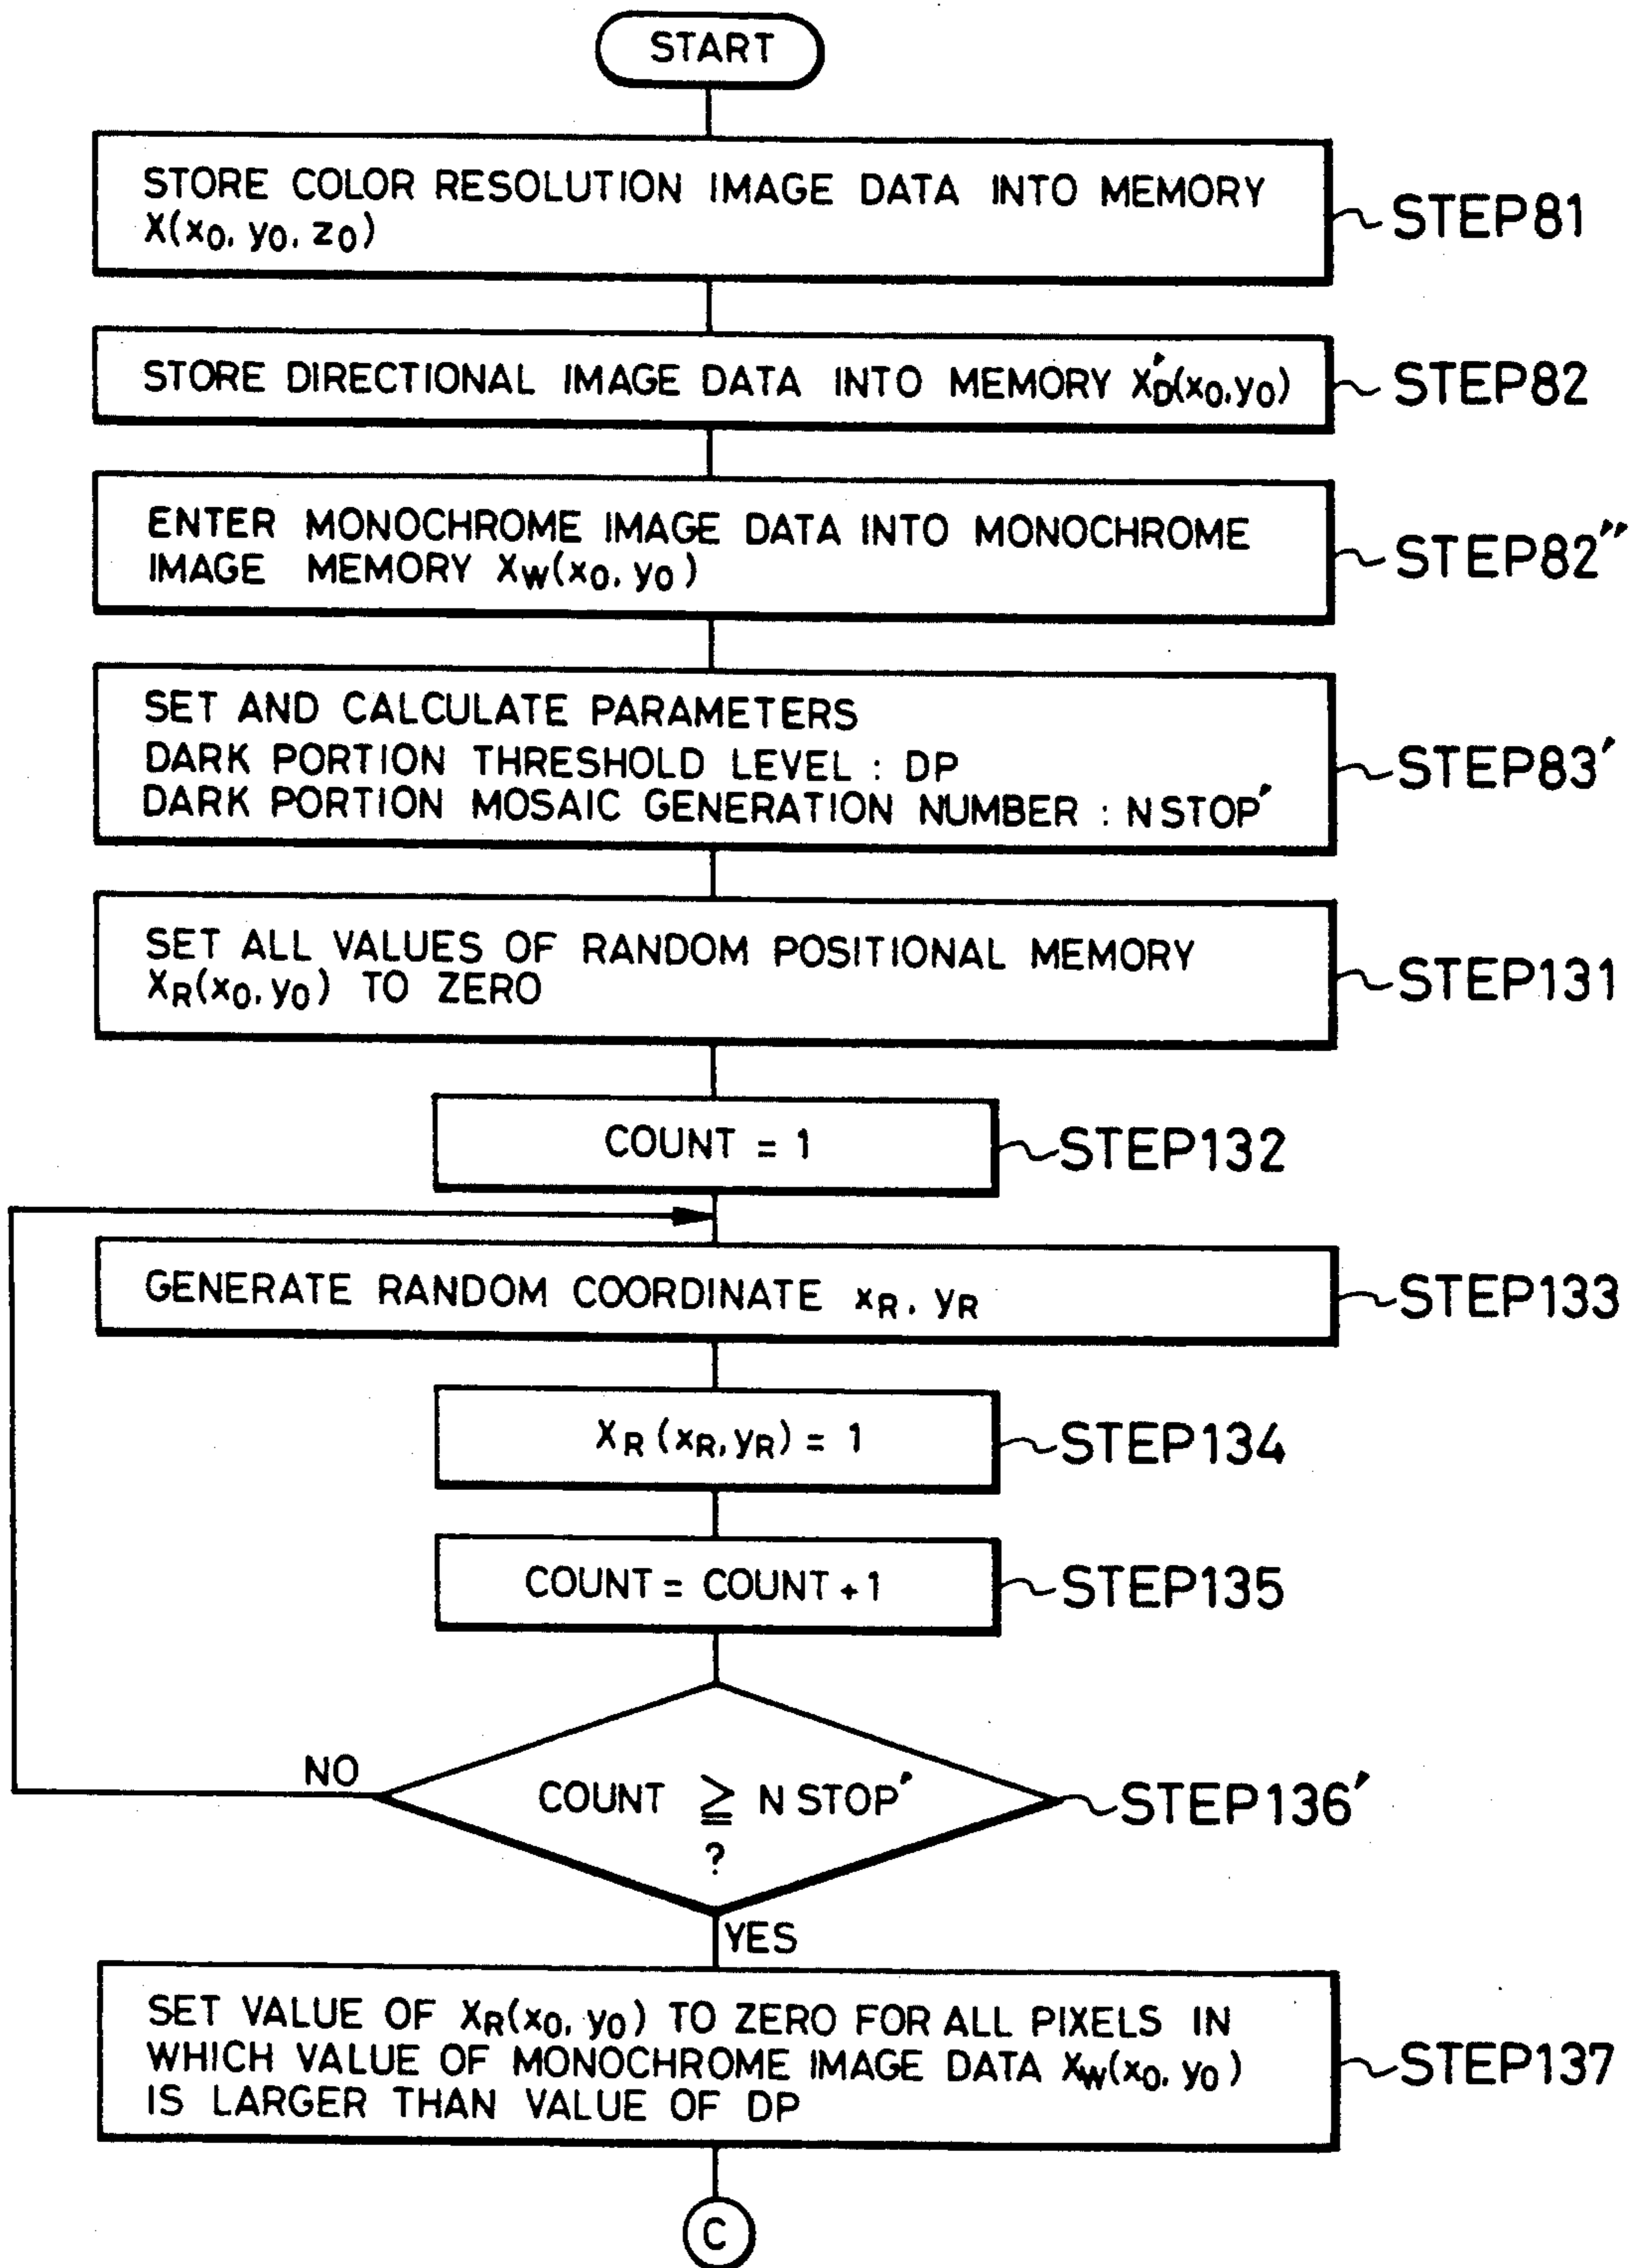 START
STORE COLOR RESOLUTION IMAGE DATA INTO MEMORY
X(x0, y0, z0)
STEP81
STORE DIRECTIONAL IMAGE DATA INTO MEMORY X'D(x0,y0)
STEP82
ENTER MONOCHROME IMAGE DATA INTO MONOCHROME
IMAGE MEMORY XW(x0, y0)
STEP82"
SET AND CALCULATE PARAMETERS
DARK PORTION THRESHOLD LEVEL : DP
DARK PORTION MOSAIC GENERATION NUMBER : NSTOP'
STEP83'
SET ALL VALUES OF RANDOM POSITIONAL MEMORY
XR(x0, y0) TO ZERO
STEP131
COUNT = 1
STEP132
GENERATE RANDOM COORDINATE xR, yR
STEP133
XR(xR,yR) = 1
STEP134
COUNT = COUNT +1
STEP135
NO
COUNT ≧ NSTOP'
?
STEP136'
YES
SET VALUE OF XR(x0, y0) TO ZERO FOR ALL PIXELS IN
WHICH VALUE OF MONOCHROME IMAGE DATA XW(x0, y0)
IS LARGER THAN VALUE OF DP
STEP137
C